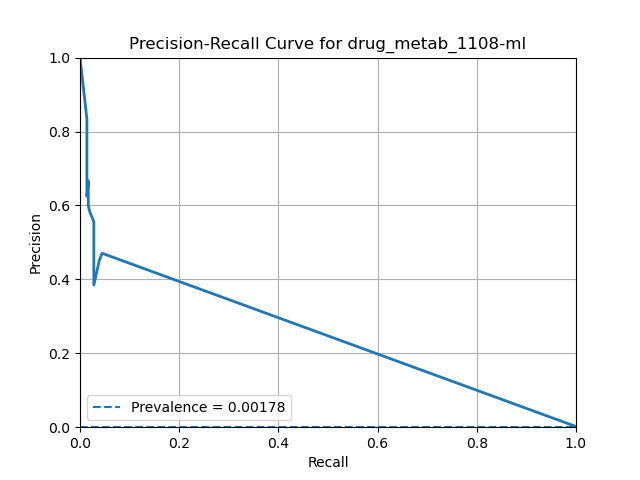 Precision-Recall Curve for drug_metab_1108-ml
1.0
0.8
0.6
0.4
0.2
0.0
Precision
Prevalence = 0.00178
0.0 0.2 0.4 0.6 0.8 1.0
Recall